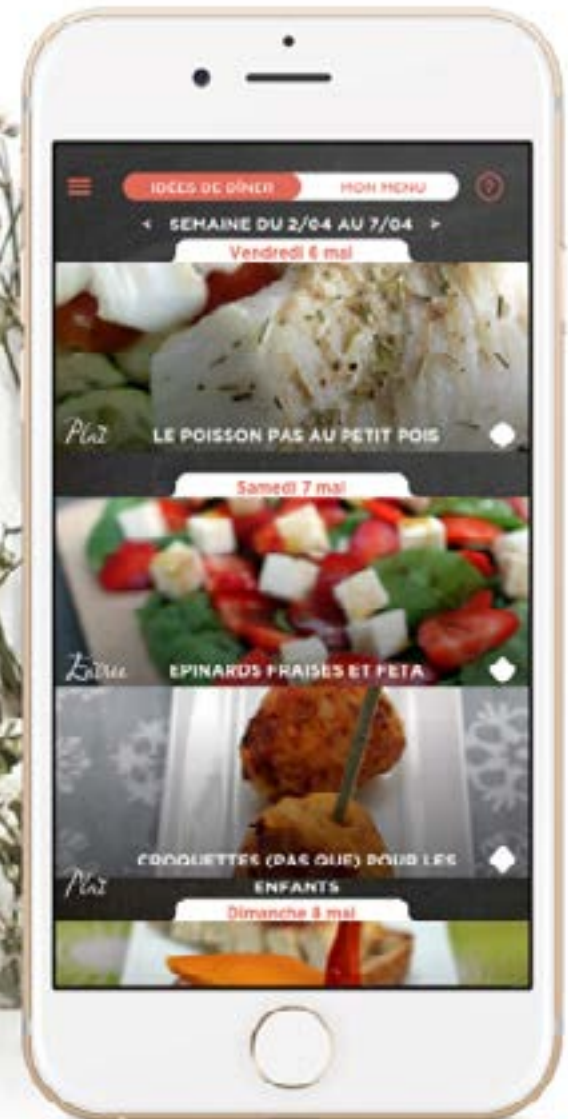 IDÉES DE DÎNER MON MENU ?
< SEMAINE DU 2/04 AU 7/04 >
Vendredi 6 mai
Plat LE POISSON PAS AU PETIT POIS
Samedi 7 mai
Entrée EPINARDS FRAISES ET FETA
CROQUETTES (PAS QUE) POUR LES
Plat ENFANTS
Dimanche 8 mai